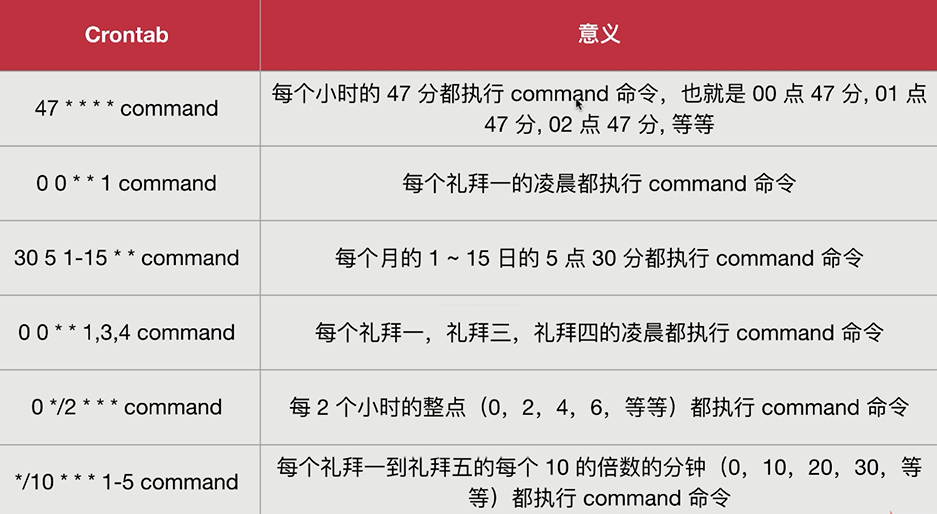 Crontab 意义
47 * * * * command
每个小时的 47 分都执行 command 命令，也就是 00 点 47 分, 01 点
47 分, 02 点 47 分, 等等
0 0 * * 1 command
每个礼拜一的凌晨都执行 command 命令
30 5 1-15 * * command
每个月的 1 ~ 15 日的 5 点 30 分都执行 command 命令
0 0 * * 1,3,4 command
每个礼拜一，礼拜三，礼拜四的凌晨都执行 command 命令
0 */2 * * * command
每 2 个小时的整点（0，2，4，6，等等）都执行 command 命令
*/10 * * * 1-5 command
每个礼拜一到礼拜五的每个 10 的倍数的分钟（0，10，20，30，等
等）都执行 command 命令